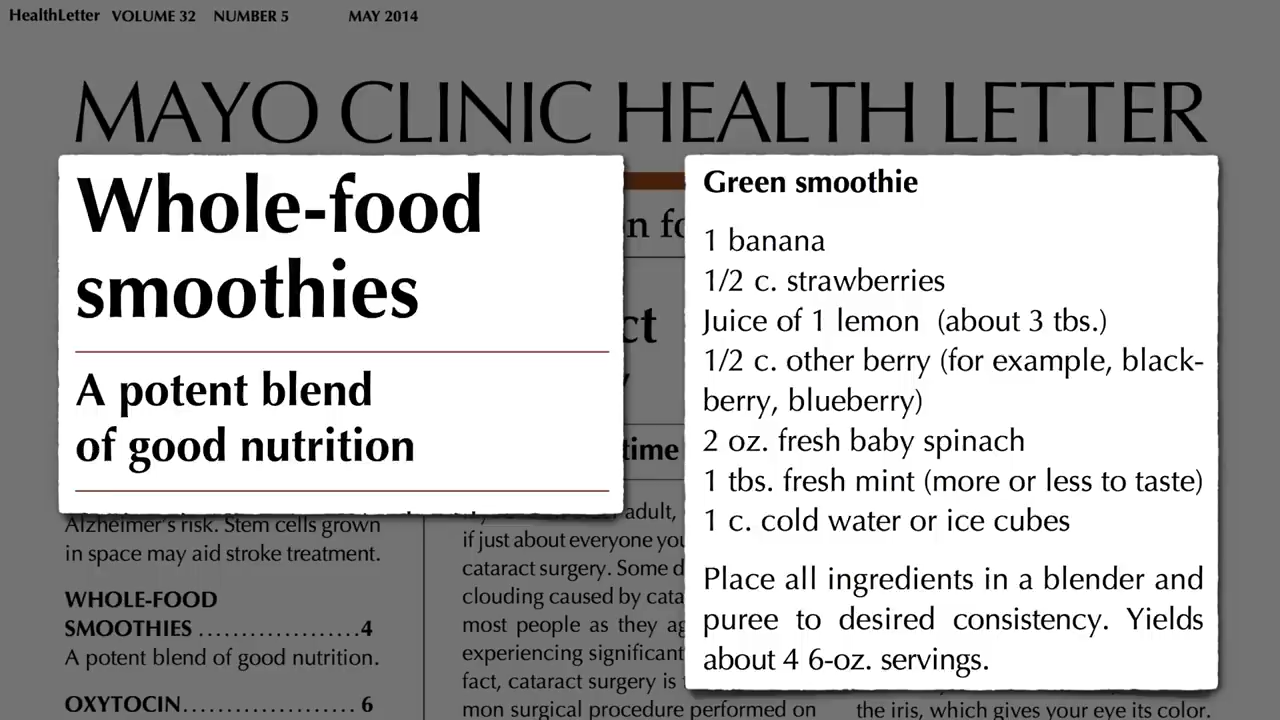 HealthLetter VOLUME 32 NUMBER 5 MAY 2014
MAYO CLINIC HEALTH LETTER
Whole-food
smoothies
A potent blend
of good nutrition
Green smoothie
1 banana
1/2 c. strawberries
Juice of 1 lemon (about 3 tbs.)
1/2 c. other berry (for example, black-
berry, blueberry)
2 oz. fresh baby spinach
1 tbs. fresh mint (more or less to taste)
1 c. cold water or ice cubes
Place all ingredients in a blender and
puree to desired consistency. Yields
about 4 6-oz. servings.
Alzheimer's risk. Stem cells grown
in space may aid stroke treatment.
WHOLE-FOOD
SMOOTHIES ....................4
A potent blend of good nutrition.
OXYTOCIN...................... 6
time
adult,
if just about everyone
cataract surgery. Some
clouding caused by
most people as they
experiencing significant
fact, cataract surgery is
mon surgical procedure performed on
the iris, which gives your eye its color.